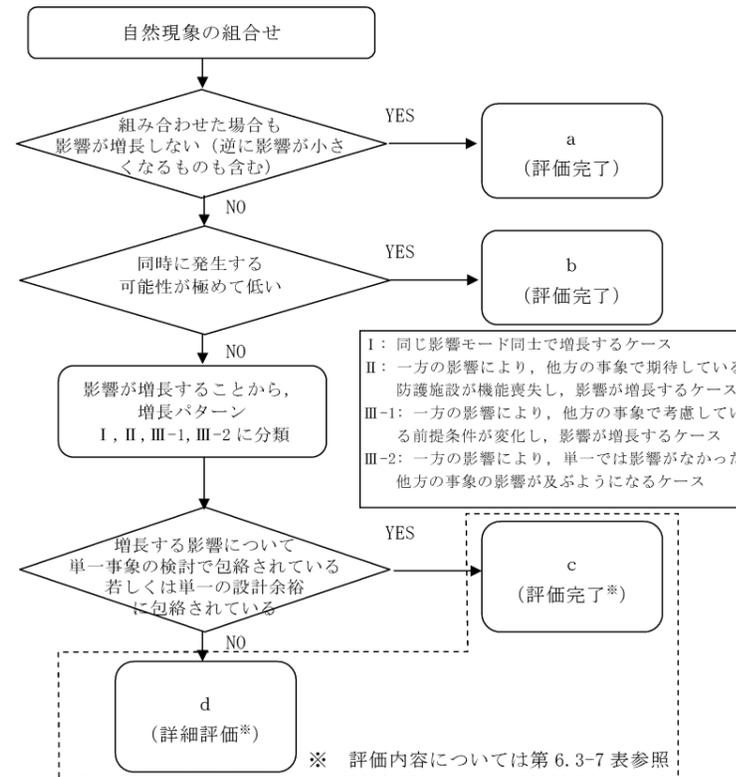 自然現象の組合せ
組み合わせた場合も
影響が増長しない（逆に影響が小さ
くなるものも含む）
YES
a
（評価完了）
NO
同時に発生する
可能性が極めて低い
YES
b
（評価完了）
NO
影響が増長することから，
増長パターン
Ⅰ,Ⅱ,Ⅲ-1,Ⅲ-2に分類
Ⅰ： 同じ影響モード同士で増長するケース
Ⅱ： 一方の影響により，他方の事象で期待している
防護施設が機能喪失し，影響が増長するケース
Ⅲ-1： 一方の影響により，他方の事象で考慮してい
る前提条件が変化し，影響が増長するケース
Ⅲ-2： 一方の影響により，単一では影響がなかった
他方の事象の影響が及ぶようになるケース
増長する影響について
単一事象の検討で包絡されている
若しくは単一の設計余裕
に包絡されている
YES
c
（評価完了※）
NO
d
（詳細評価※）
※　評価内容については第 6.3-7 表参照